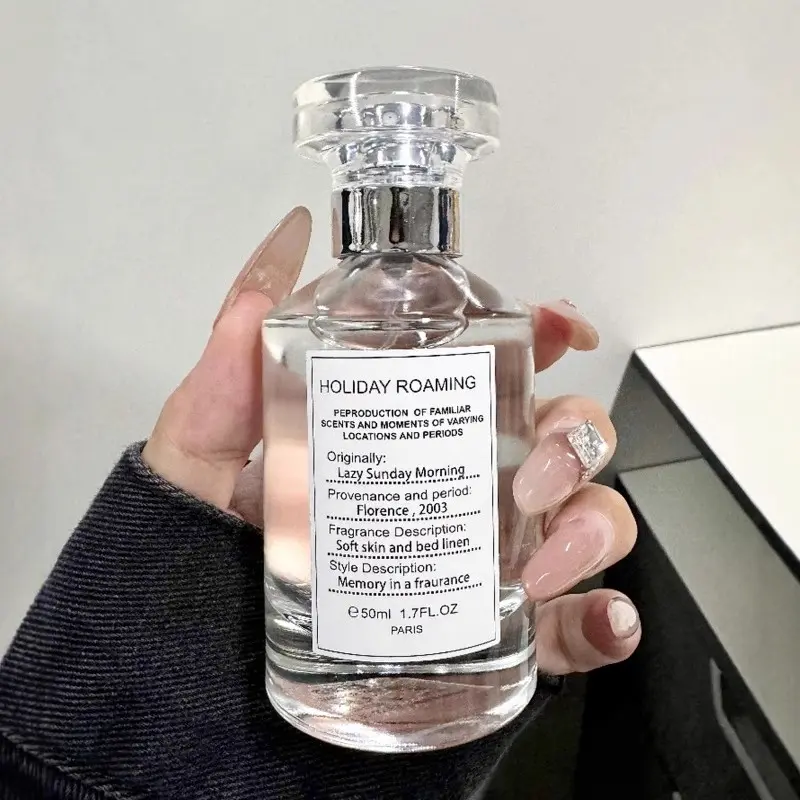 HOLIDAY ROAMING
PEPRODUCTION OF FAMILIAR
SCENTS AND MOMENTS OF VARYING
LOCATIONS AND PERIODS
Originally:
Lazy Sunday Morning
Provenance and period:
Florence , 2003
Fragrance Description:
Soft skin and bed linen
Style Description:
Memory in a fraurance
℮50ml 1.7FL.OZ
PARIS